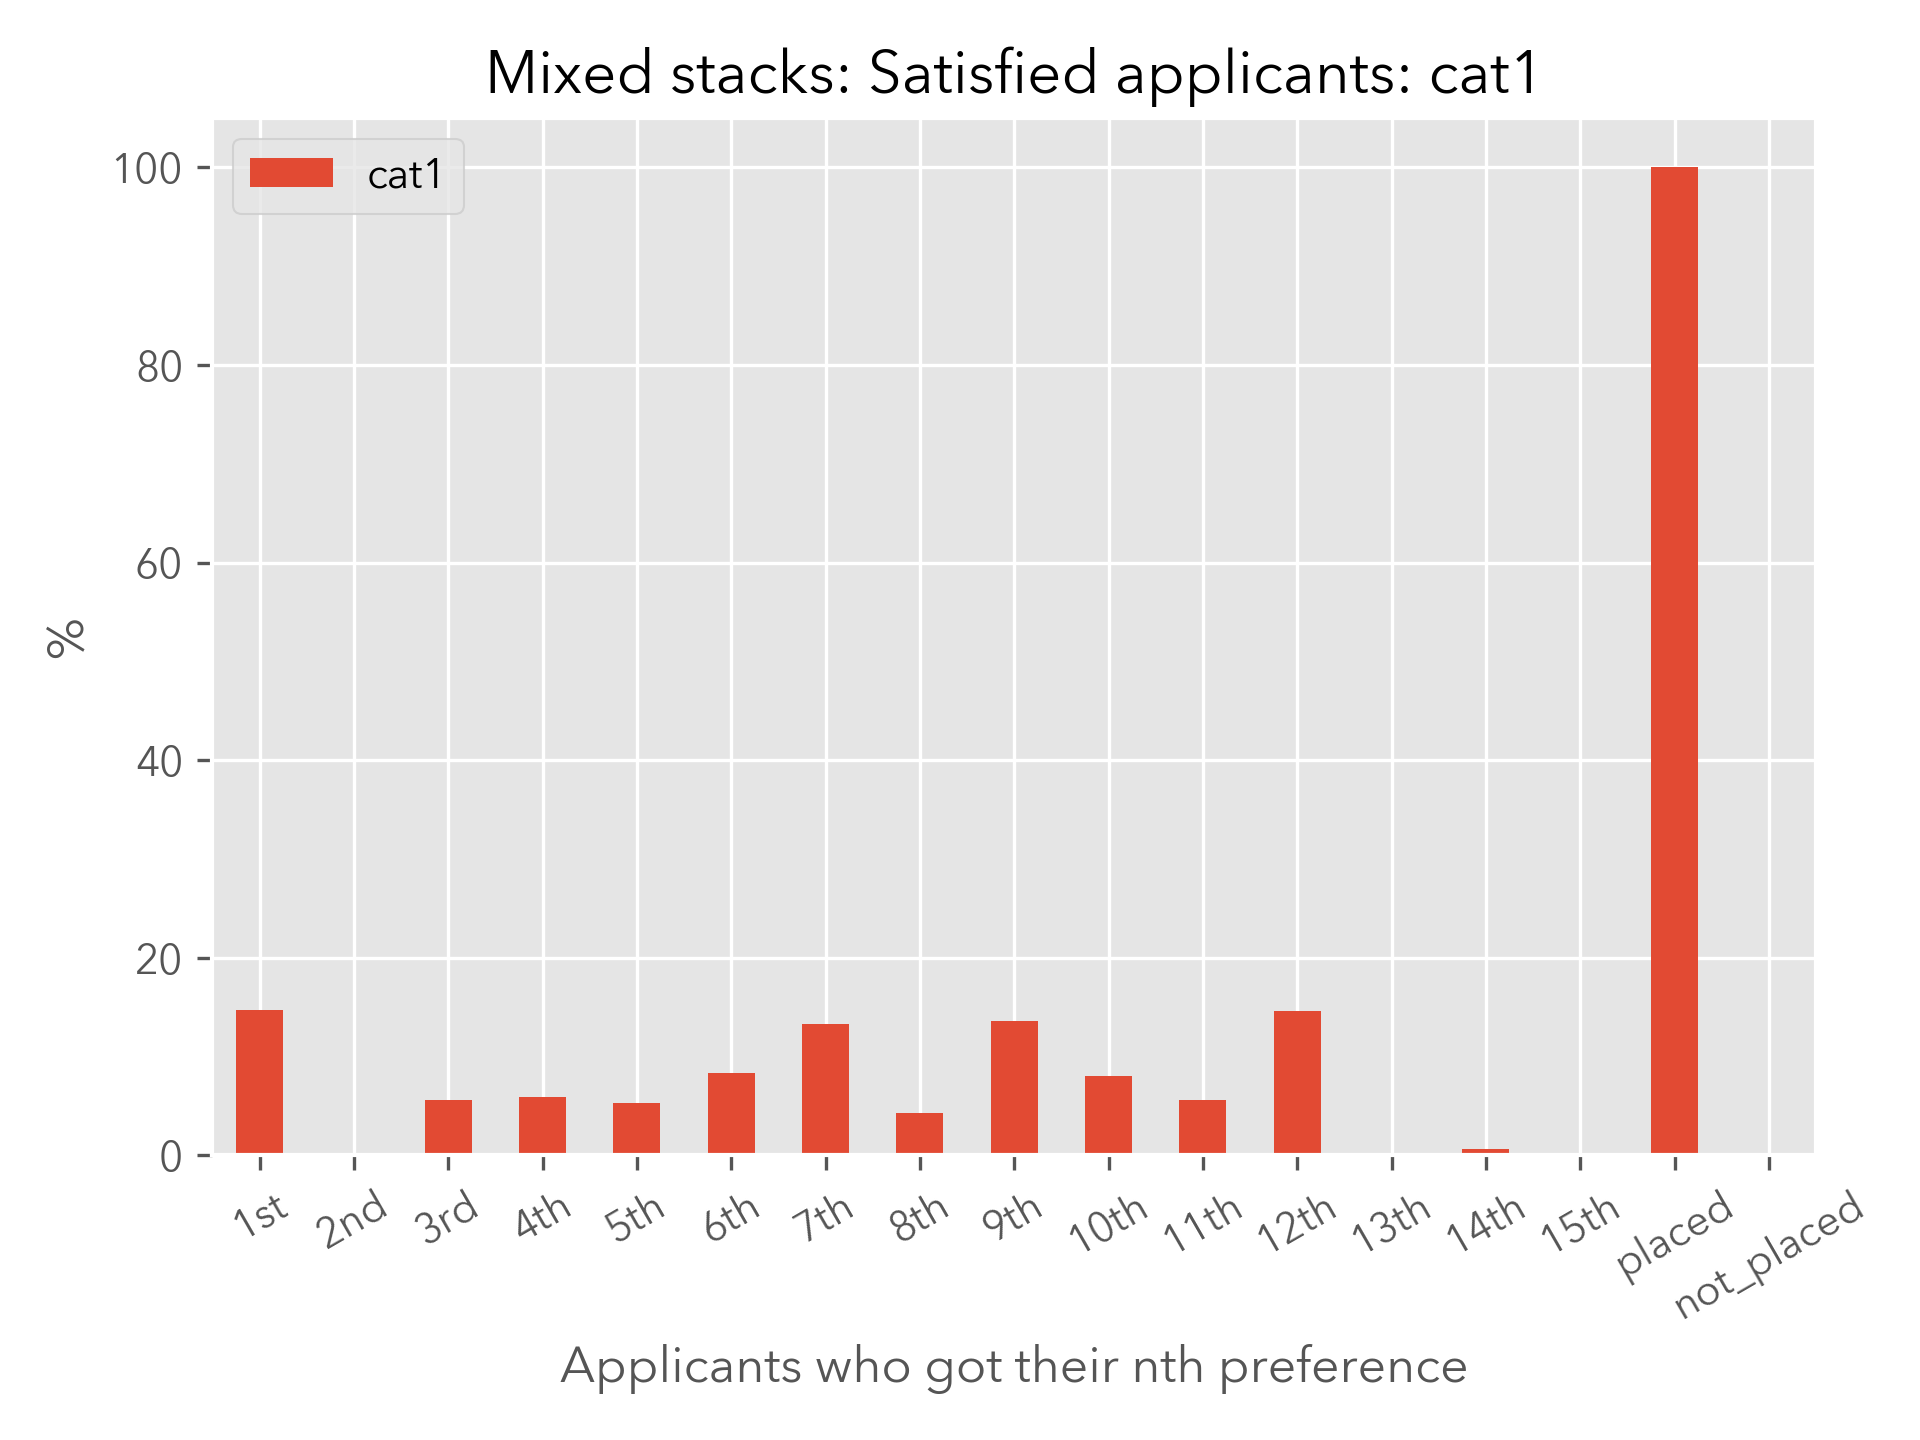 Mixed stacks: Satisfied applicants: cat1
cat1
100
80
60
40
20
0
%
1st 2nd 3rd 4th 5th 6th 7th 8th 9th 10th 11th 12th 13th 14th 15th placed not_placed
Applicants who got their nth preference